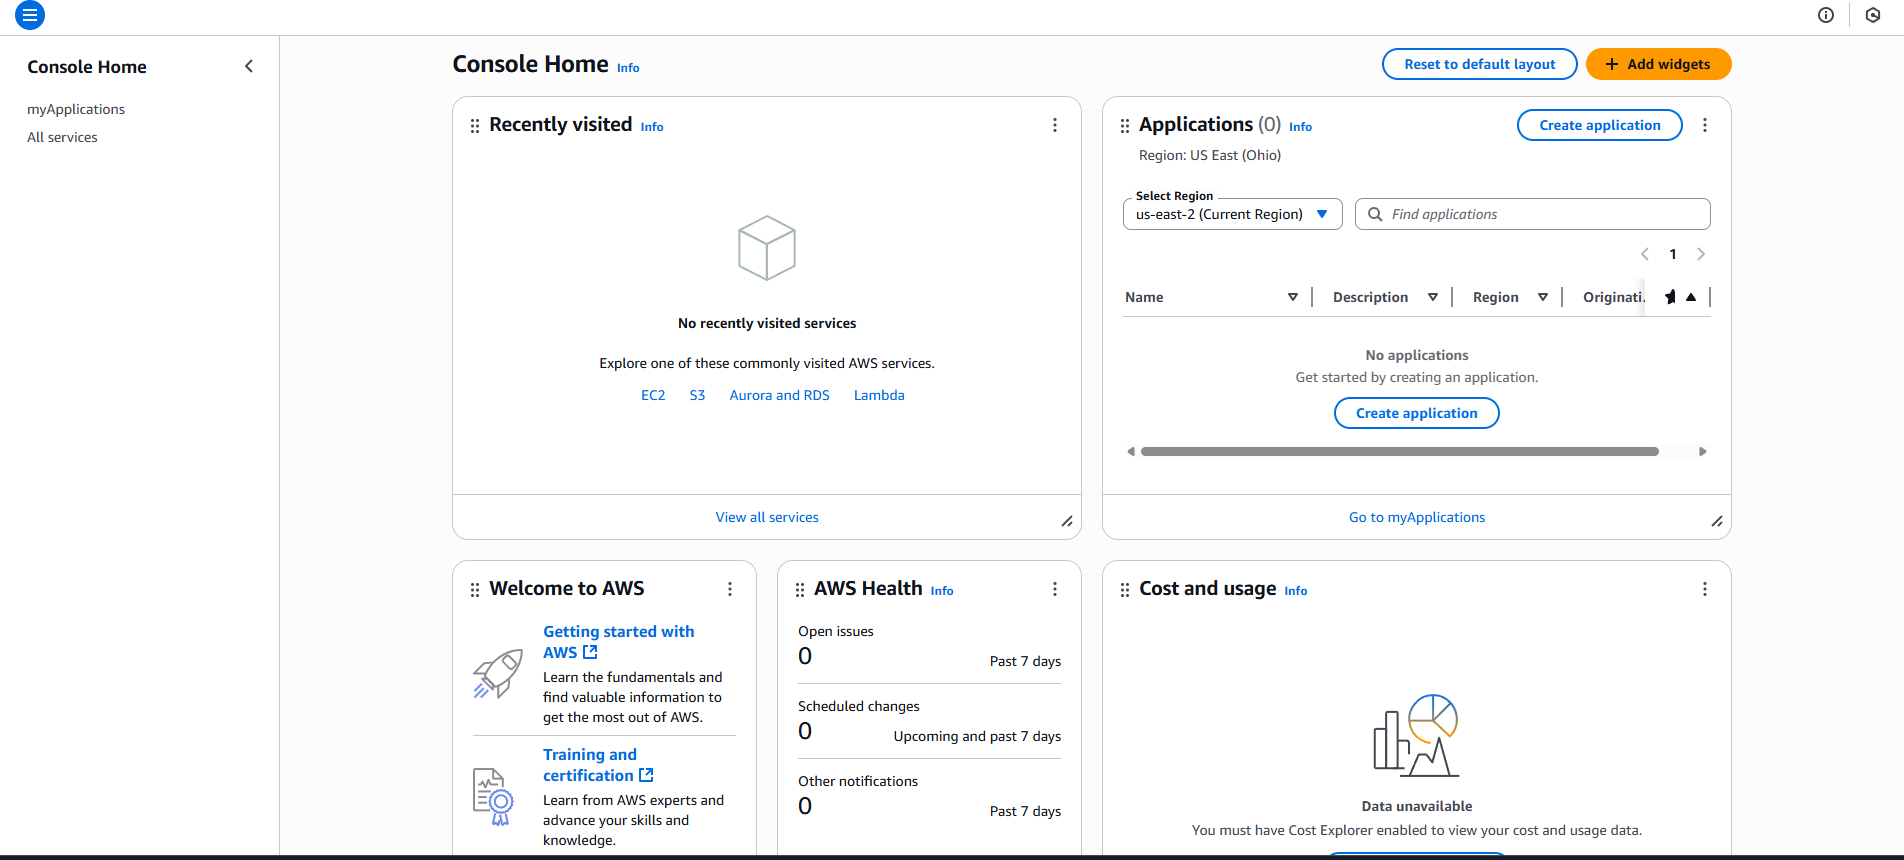 Console Home
myApplications
All services
Console Home Info
Reset to default layout
Add widgets
Recently visited Info
No recently visited services
Explore one of these commonly visited AWS services.
EC2 S3 Aurora and RDS Lambda
View all services
Applications (0) Info
Create application
Region: US East (Ohio)
Select Region
us-east-2 (Current Region)
Find applications
1
Name Description Region Originati.
No applications
Get started by creating an application.
Create application
Go to myApplications
Welcome to AWS
Getting started with
AWS
Learn the fundamentals and
find valuable information to
get the most out of AWS.
Training and
certification
Learn from AWS experts and
advance your skills and
knowledge.
AWS Health Info
Open issues
0 Past 7 days
Scheduled changes
0 Upcoming and past 7 days
Other notifications
0 Past 7 days
Cost and usage Info
Data unavailable
You must have Cost Explorer enabled to view your cost and usage data.